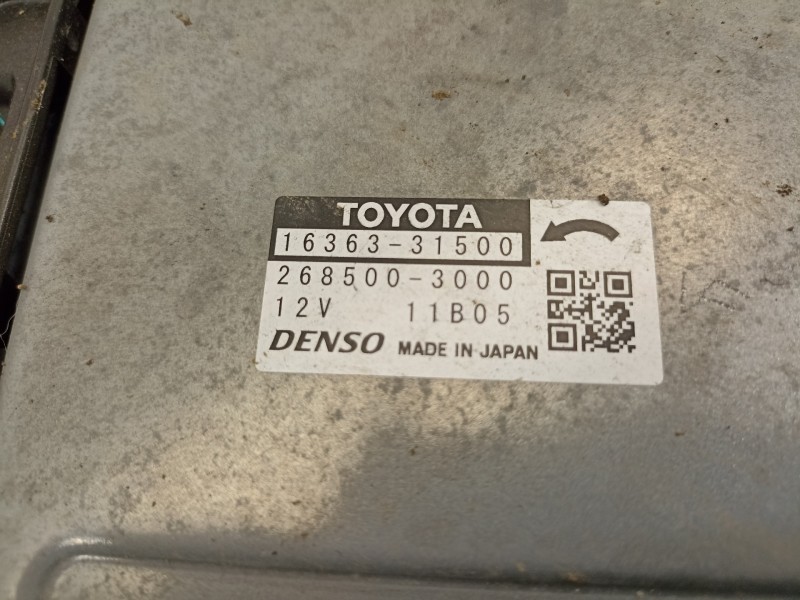 TOYOTA
16363-31500
268500-3000
12V 11B05
DENSO MADE IN JAPAN